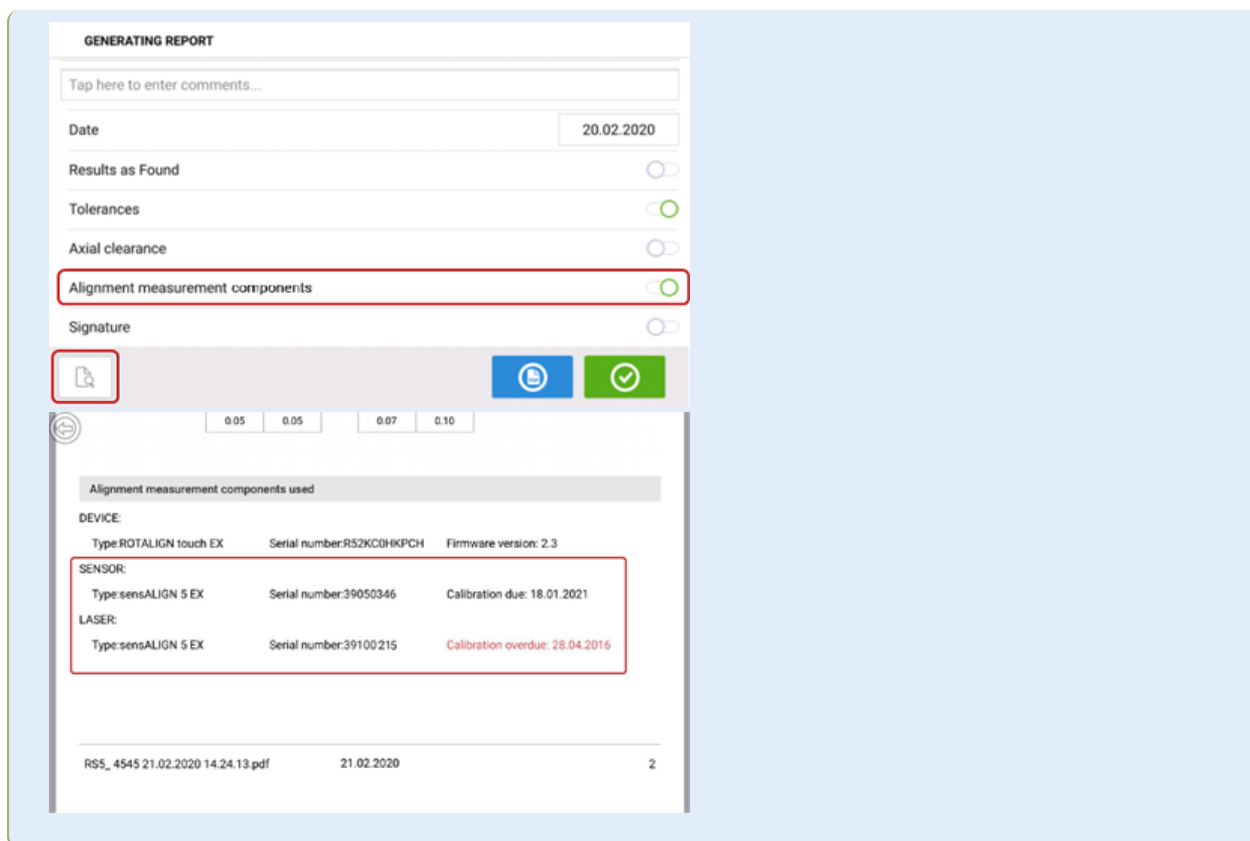 GENERATING REPORT
Tap here to enter comments...
Date 20.02.2020
Results as Found
Tolerances
Axial clearance
Alignment measurement components
Signature
0.05 0.05 0.07 0.10
Alignment measurement components used
DEVICE:
Type:ROTALIGN touch EX Serial number:R52KC0HKPCH Firmware version: 2.3
SENSOR:
Type:sensALIGN 5 EX Serial number:39050346 Calibration due: 18.01.2021
LASER:
Type:sensALIGN 5 EX Serial number:39100215 Calibration overdue: 28.04.2016
RS5_ 4545 21.02.2020 14.24.13.pdf 21.02.2020 2